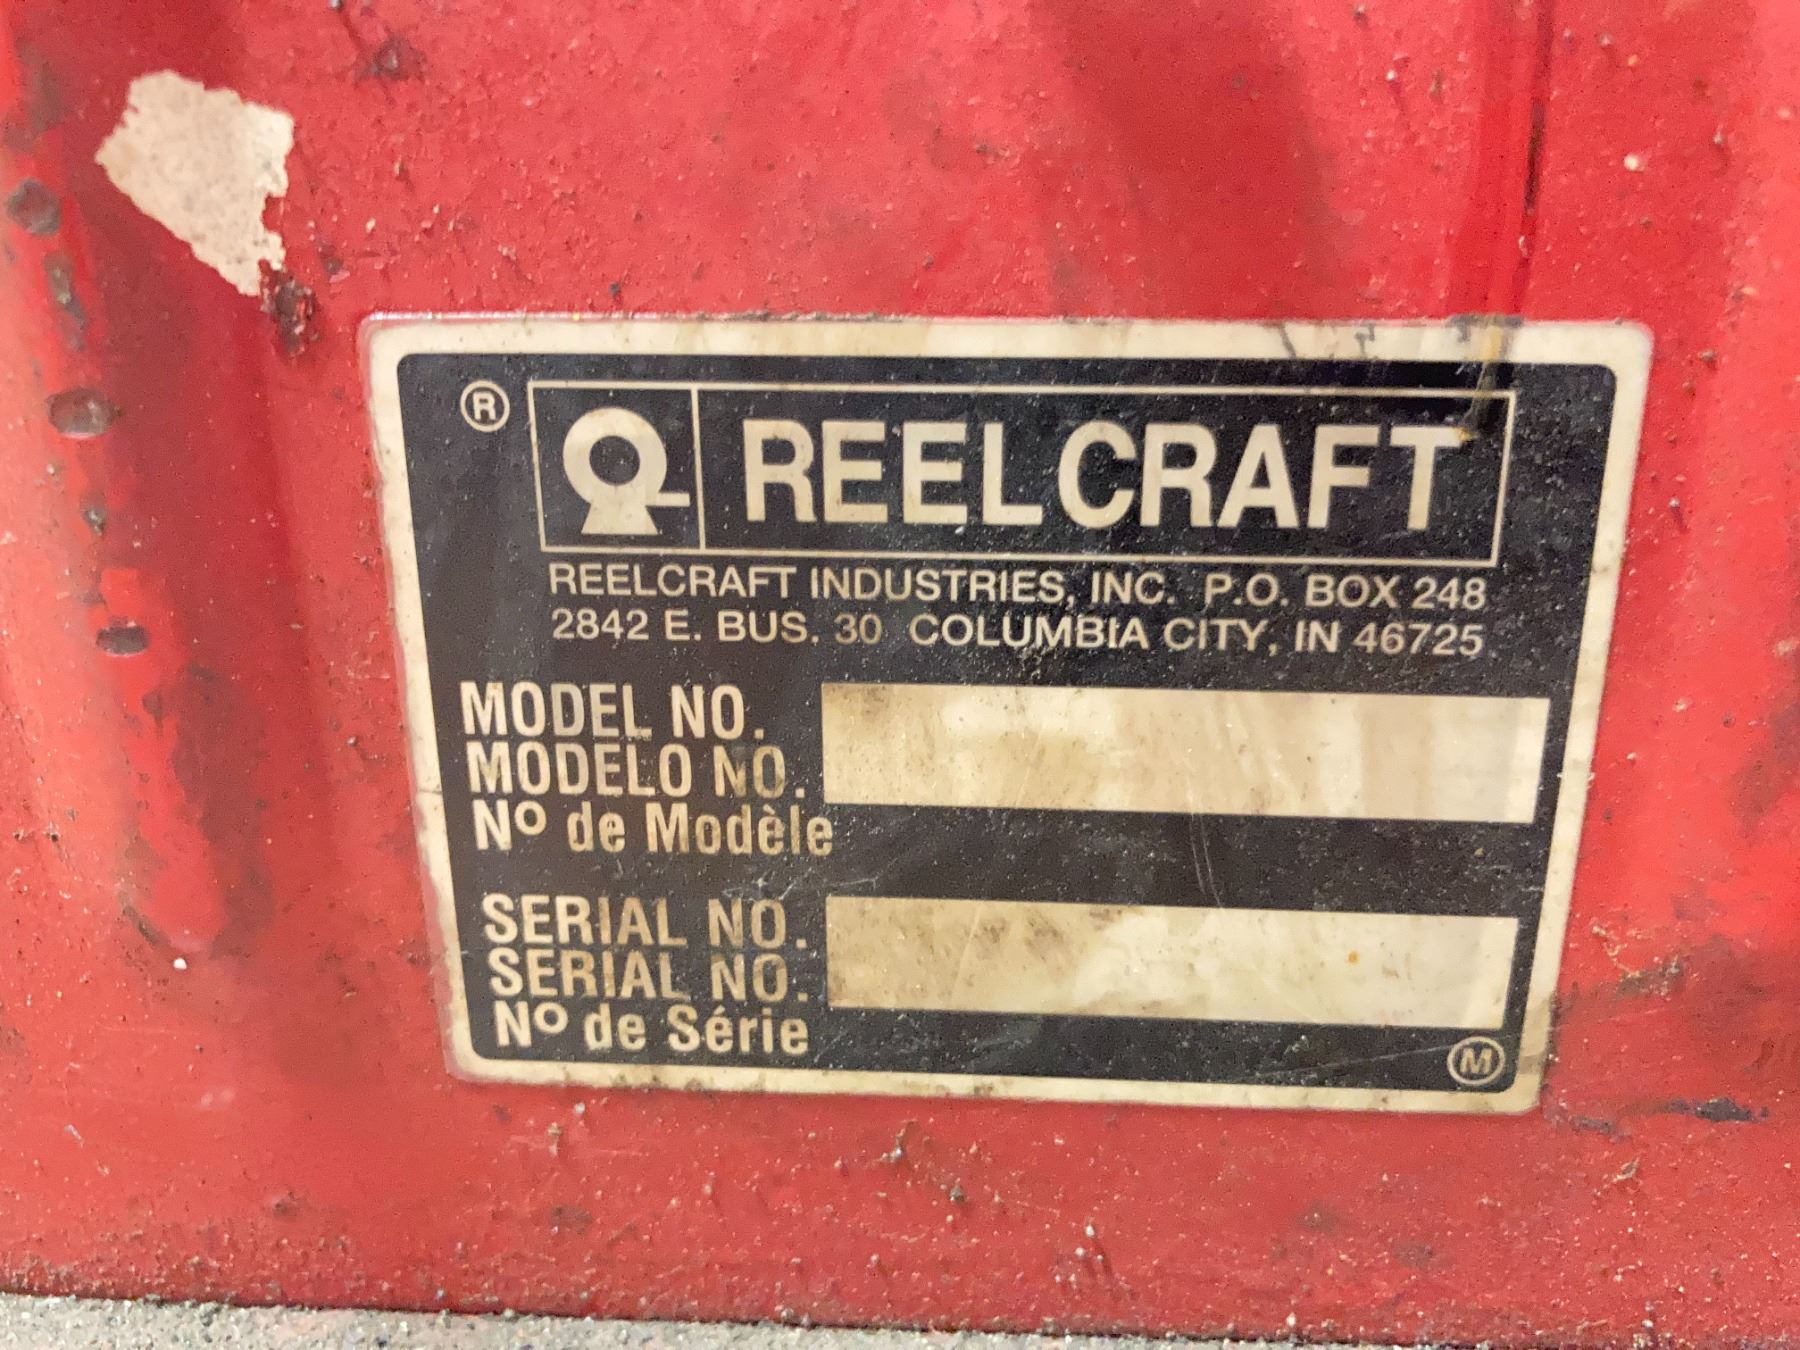 ® REELCRAFT
REELCRAFT INDUSTRIES, INC. P.O. BOX 248
2842 E. BUS. 30 COLUMBIA CITY, IN 46725
MODEL NO.
MODELO NO.
Nº de Modèle
SERIAL NO.
SERIAL NO.
Nº de Série
Ⓜ